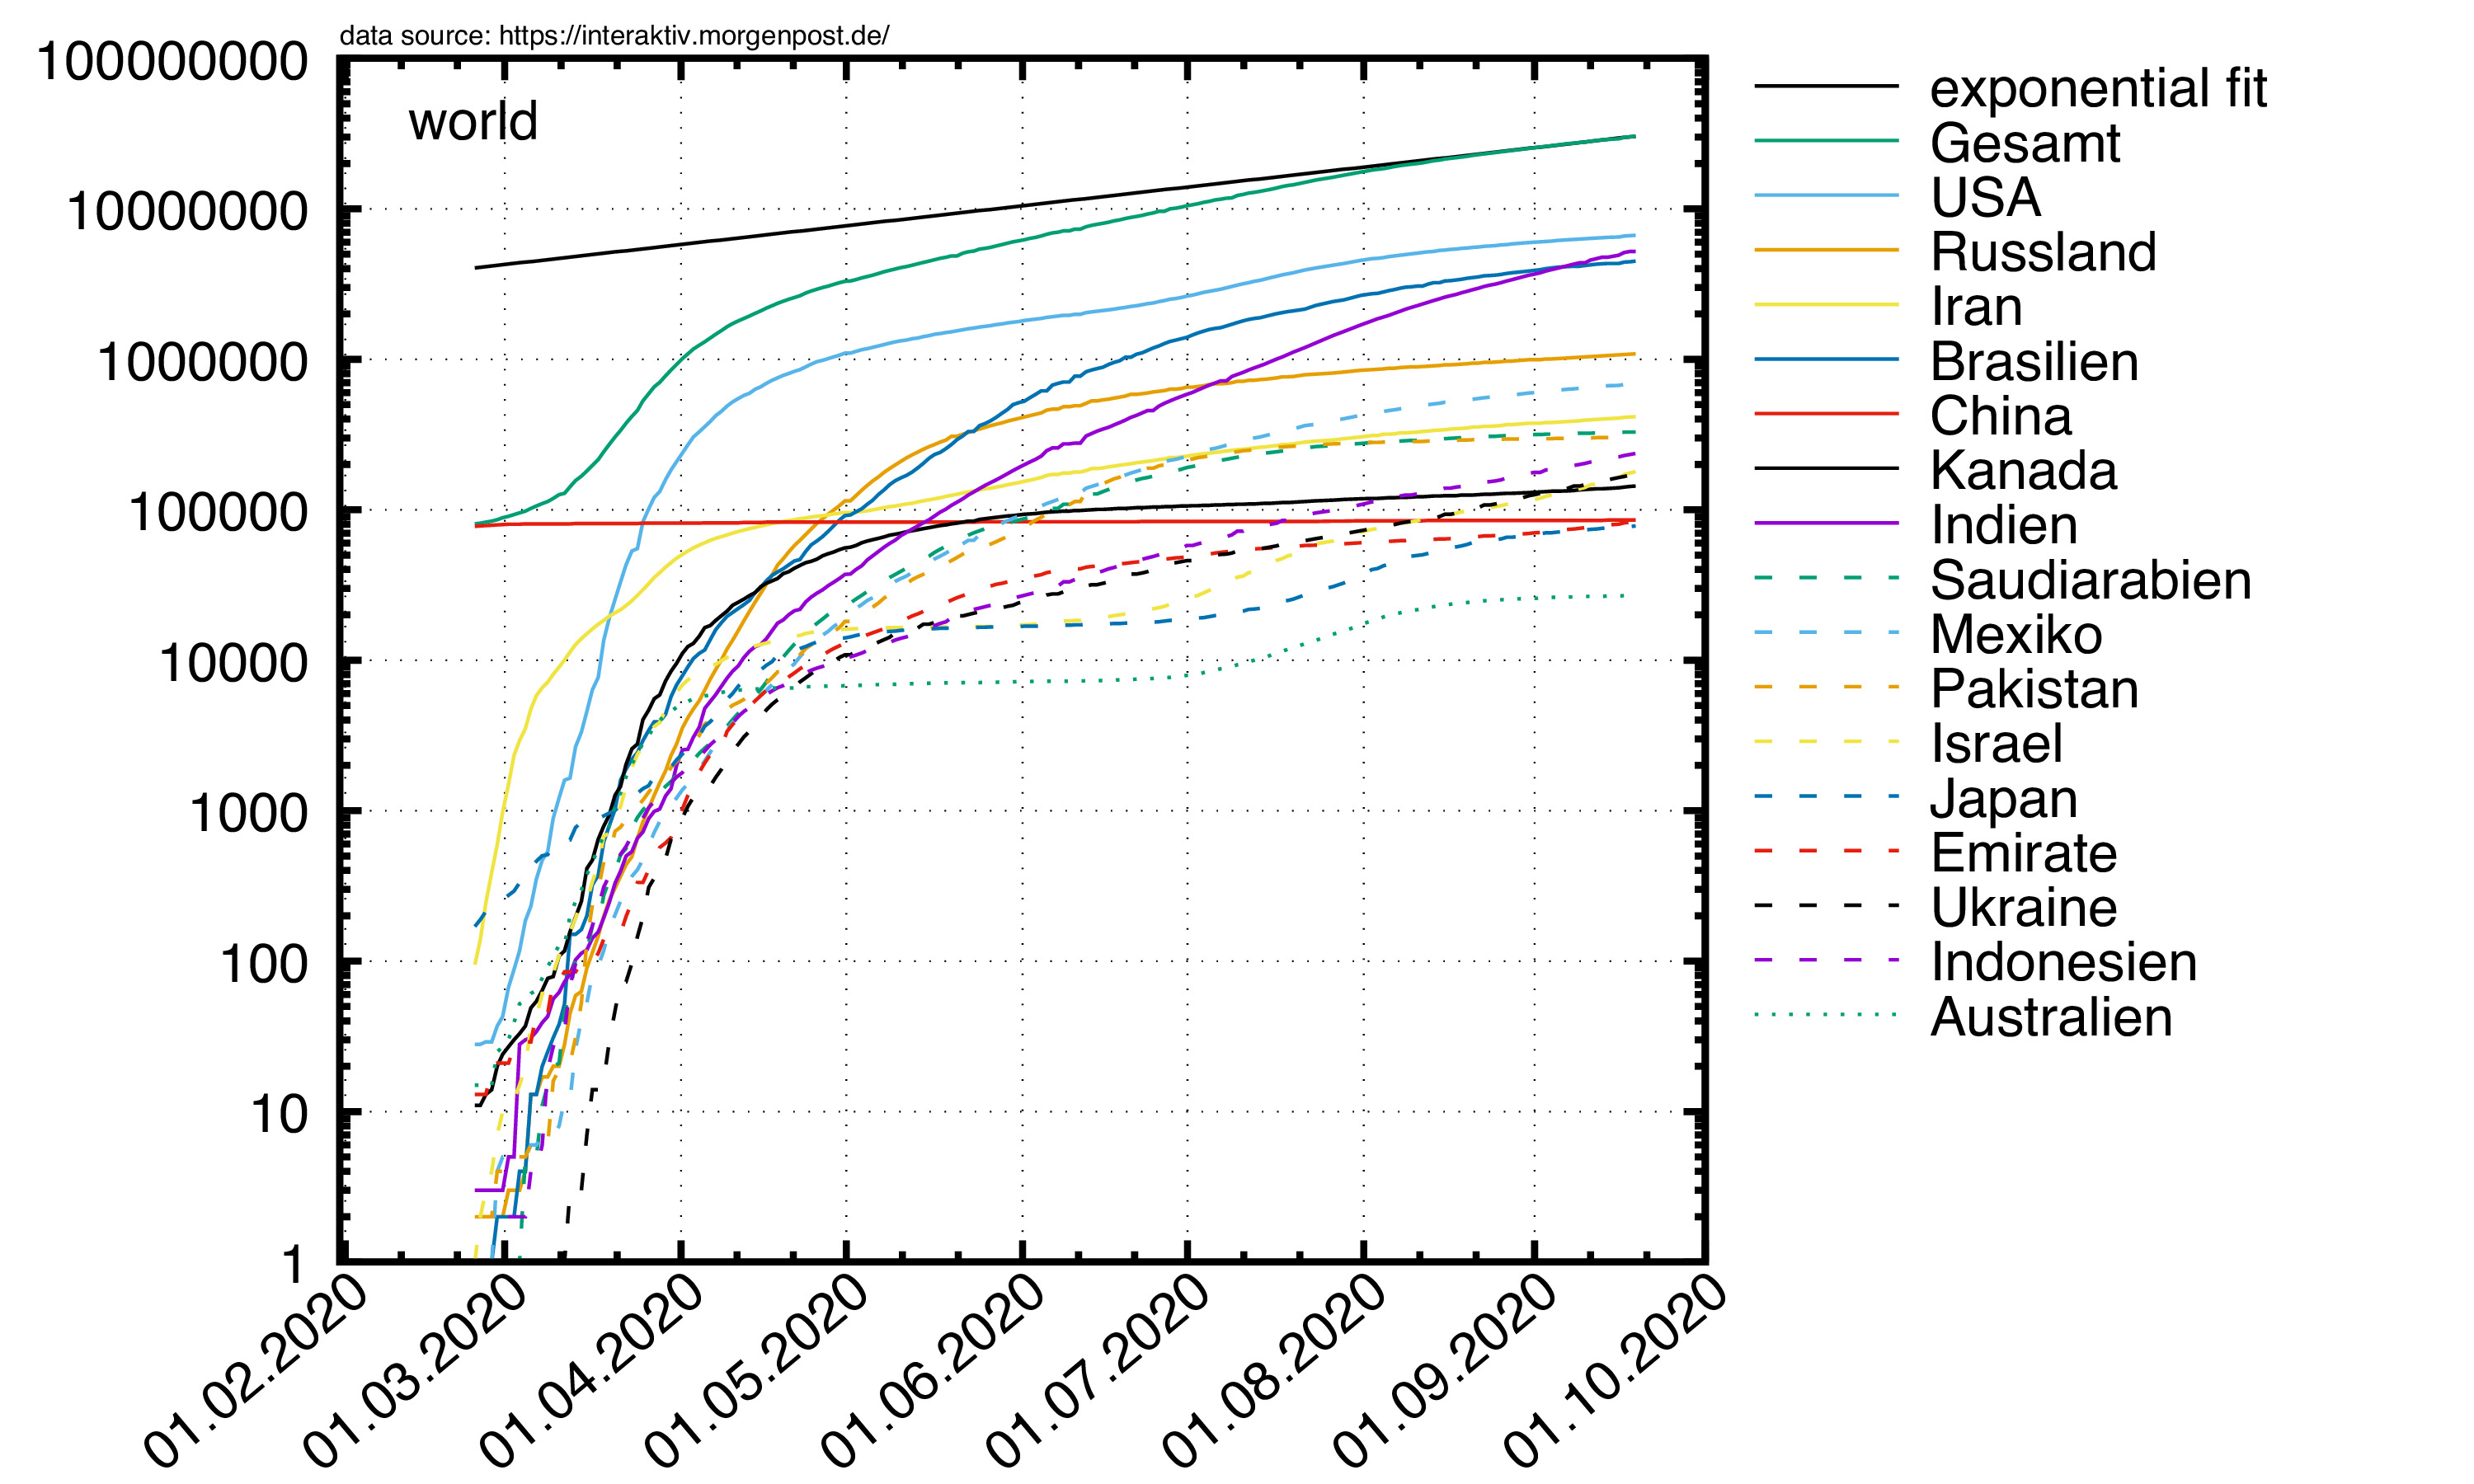 data source: https://interaktiv.morgenpost.de/
100000000
10000000
1000000
100000
10000
1000
100
10
1
world
01.02.2020
01.03.2020
01.04.2020
01.05.2020
01.06.2020
01.07.2020
01.08.2020
01.09.2020
01.10.2020
exponential fit
Gesamt
USA
Russland
Iran
Brasilien
China
Kanada
Indien
Saudiarabien
Mexiko
Pakistan
Israel
Japan
Emirate
Ukraine
Indonesien
Australien